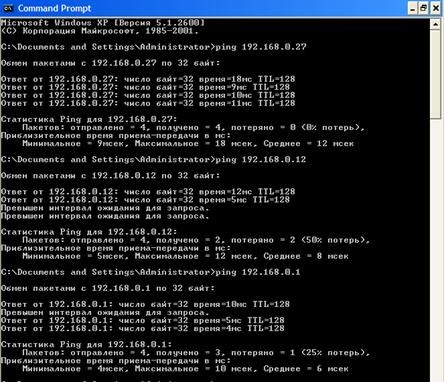 Command Prompt
Microsoft Windows XP [Версия 5.1.2600]
(C) Корпорация Майкрософт, 1985-2001.
C:\Documents and Settings\Administrator>ping 192.168.0.27
Обмен пакетами с 192.168.0.27 по 32 байт:
Ответ от 192.168.0.27: число байт=32 время=18мс TTL=128
Ответ от 192.168.0.27: число байт=32 время=9мс TTL=128
Ответ от 192.168.0.27: число байт=32 время=10мс TTL=128
Ответ от 192.168.0.27: число байт=32 время=11мс TTL=128
Статистика Ping для 192.168.0.27:
Пакетов: отправлено = 4, получено = 4, потеряно = 0 (0% потерь),
Приблизительное время приема-передачи в мс:
Минимальное = 9мсек, Максимальное = 18 мсек, Среднее = 12 мсек
C:\Documents and Settings\Administrator>ping 192.168.0.12
Обмен пакетами с 192.168.0.12 по 32 байт:
Ответ от 192.168.0.12: число байт=32 время=12мс TTL=128
Ответ от 192.168.0.12: число байт=32 время=5мс TTL=128
Превышен интервал ожидания для запроса.
Превышен интервал ожидания для запроса.
Статистика Ping для 192.168.0.12:
Пакетов: отправлено = 4, получено = 2, потеряно = 2 (50% потерь),
Приблизительное время приема-передачи в мс:
Минимальное = 5мсек, Максимальное = 12 мсек, Среднее = 8 мсек
C:\Documents and Settings\Administrator>ping 192.168.0.1
Обмен пакетами с 192.168.0.1 по 32 байт:
Ответ от 192.168.0.1: число байт=32 время=10мс TTL=128
Превышен интервал ожидания для запроса.
Ответ от 192.168.0.1: число байт=32 время=5мс TTL=128
Ответ от 192.168.0.1: число байт=32 время=4мс TTL=128
Статистика Ping для 192.168.0.1:
Пакетов: отправлено = 4, получено = 3, потеряно = 1 (25% потерь),
Приблизительное время приема-передачи в мс:
Минимальное = 4мсек, Максимальное = 10 мсек, Среднее = 6 мсек